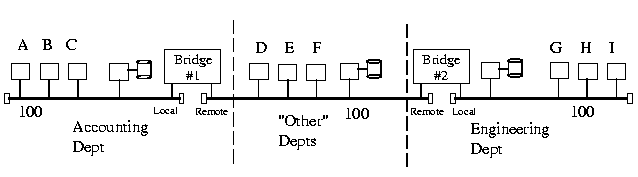 A B C
Bridge
#1
D E F
Bridge
#2
G H I
100
Local
Remote
100
Remote
Local
100
Accounting
Dept
"Other"
Depts
Engineering
Dept